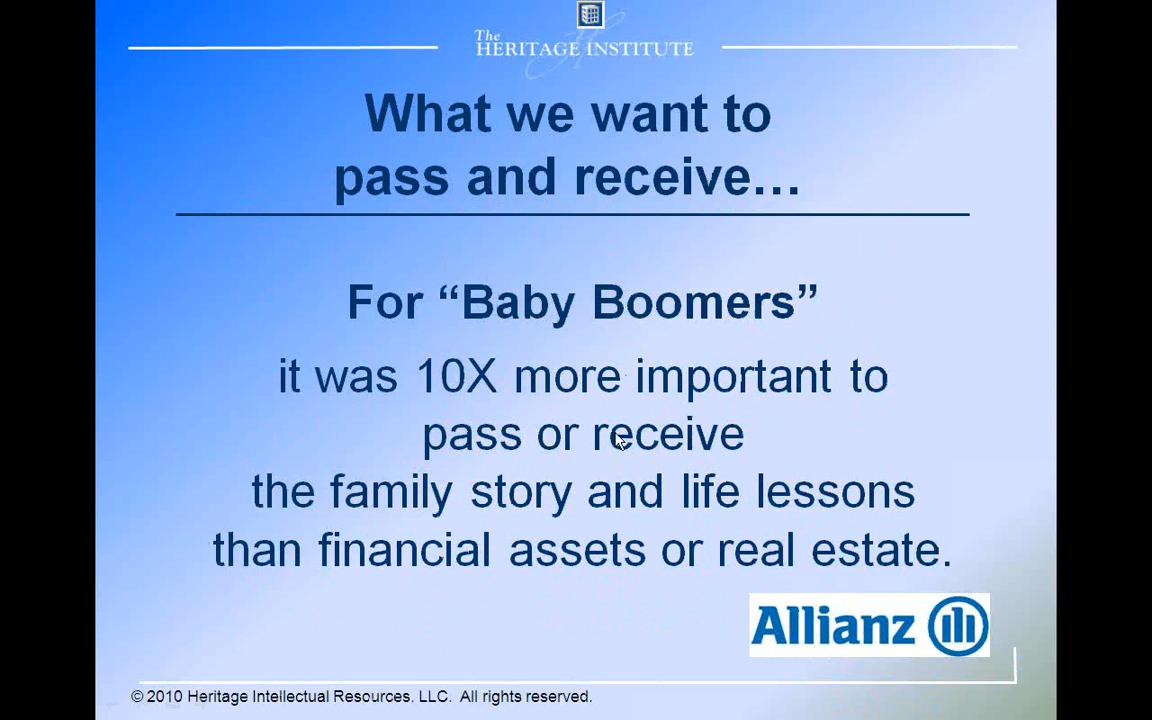 The
HERITAGE INSTITUTE
What we want to
pass and receive…
For “Baby Boomers”
it was 10X more important to
pass or receive
the family story and life lessons
than financial assets or real estate.
Allianz
© 2010 Heritage Intellectual Resources. LLC. All rights reserved.